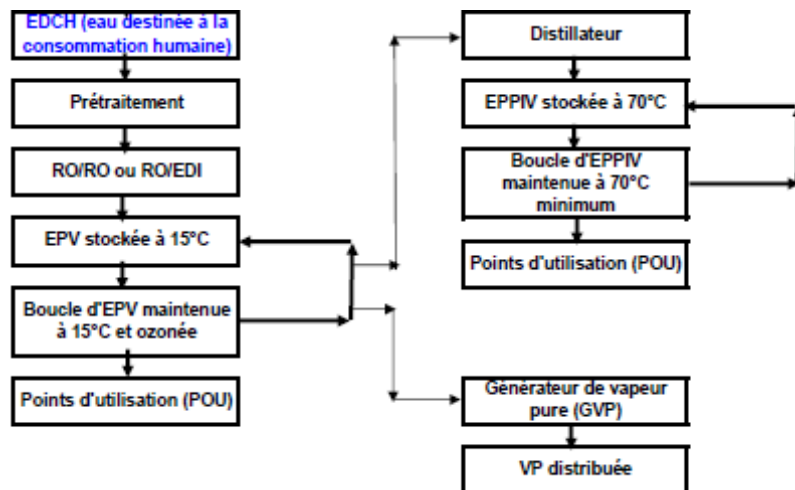 EDCH (eau destinée à la
consommation humaine)
Prétraitement
RO/RO ou RO/EDI
EPV stockée à 15°C
Boucle d'EPV maintenue
à 15°C et ozonée
Points d'utilisation (POU)
Distillateur
EPPIV stockée à 70°C
Boucle d'EPPIV
maintenue à 70°C
minimum
Points d'utilisation (POU)
Générateur de vapeur
pure (GVP)
VP distribuée